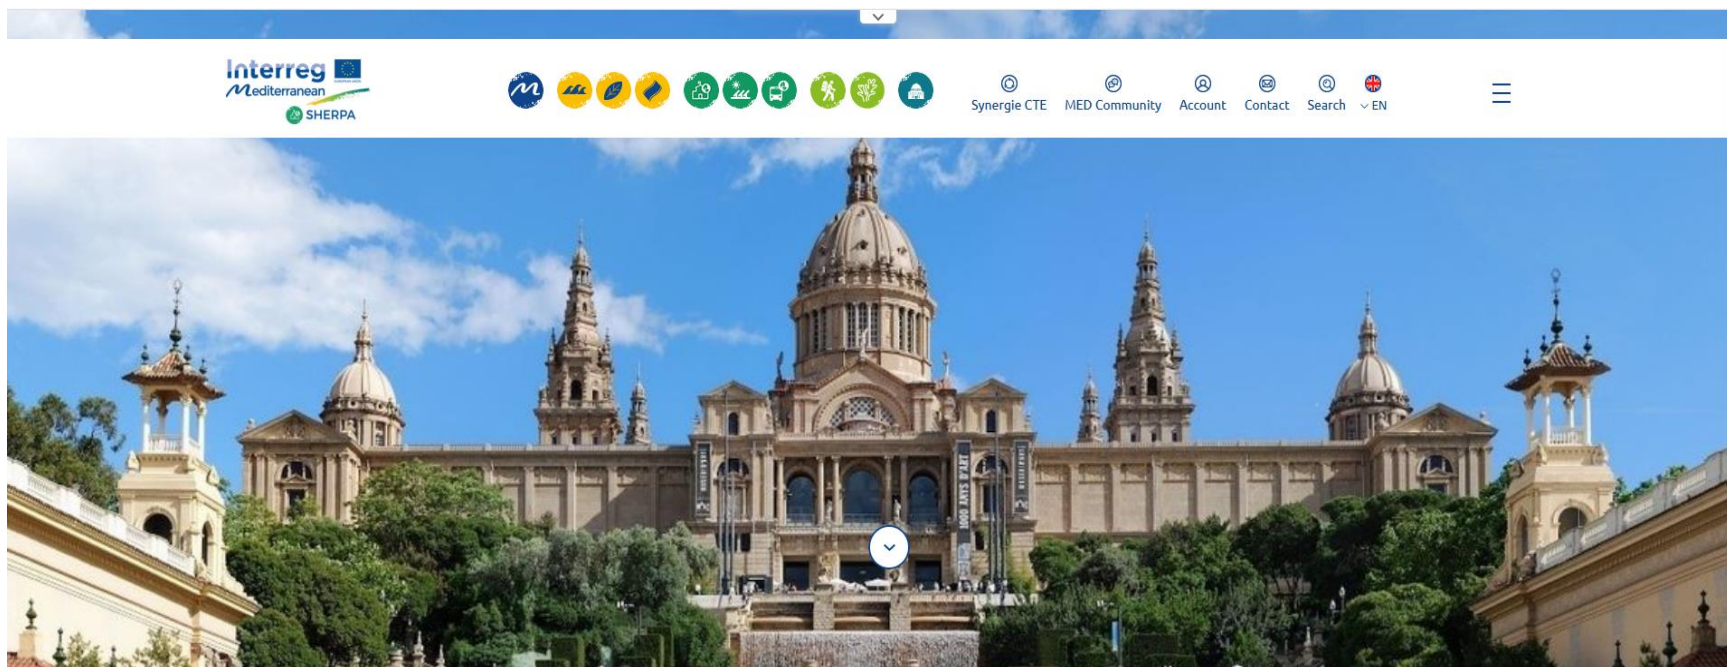 Interreg
Mediterranean
SHERPA
Synergie CTE
MED Community
Account
Contact
Search
EN
1000 ANYS D'ART